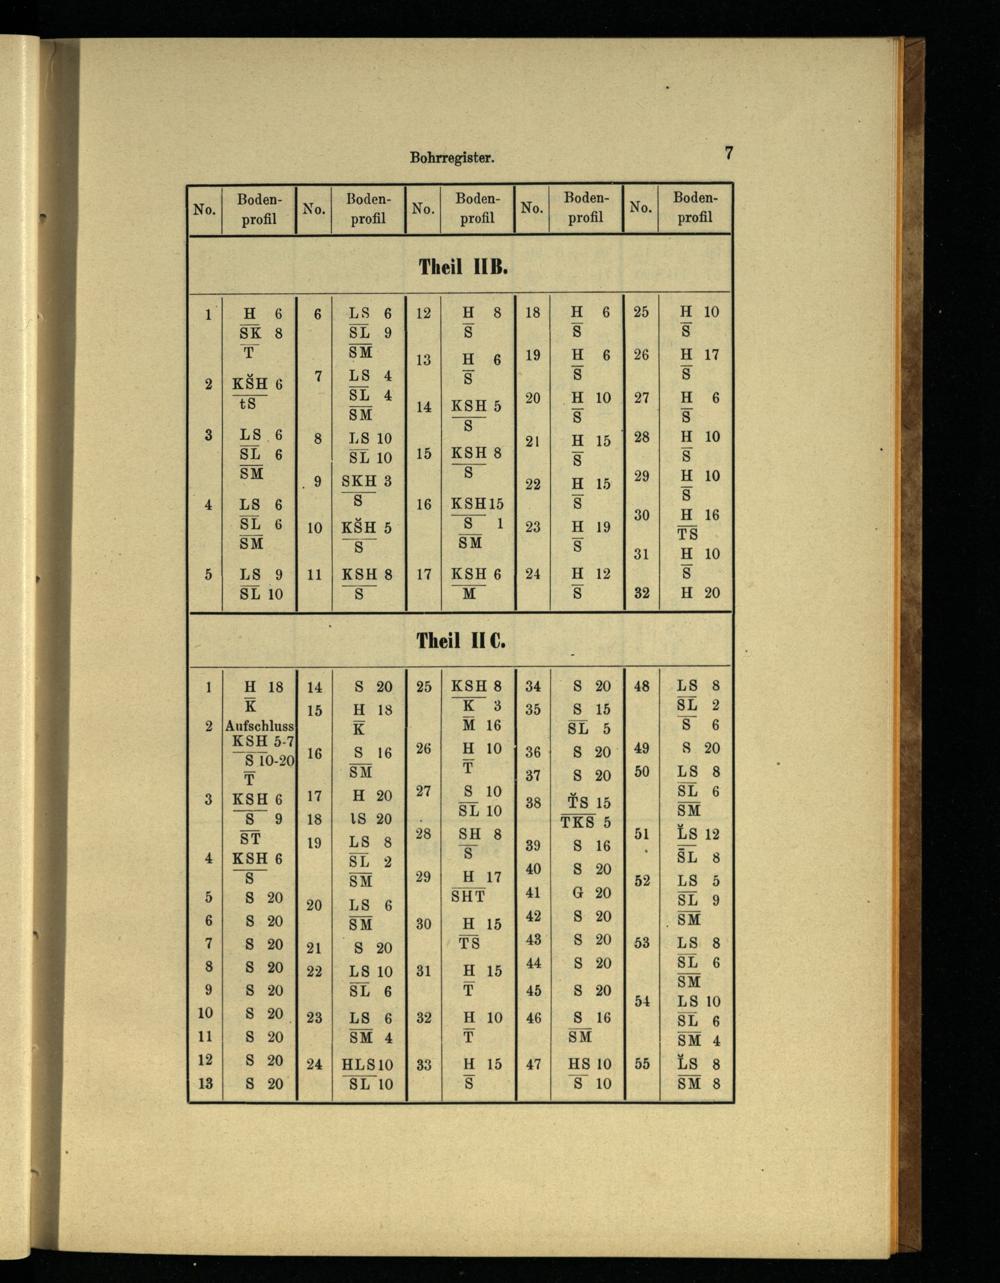 Bohrregister.
7
No. Bodenprofil No. Bodenprofil No. Bodenprofil No. Bodenprofil No. Bodenprofil
Theil IIB.
1 H 6
SK 8
T
2 KŠH 6
tS
3 LS 6
SL 6
SM
4 LS 6
SL 6
SM
5 LS 9
SL 10
6 LS 6
SL 9
SM
7 LS 4
SL 4
SM
8 LS 10
SL 10
9 SKH 3
S
10 KŠH 5
S
11 KSH 8
S
12 H 8
S
13 H 6
S
14 KSH 5
S
15 KSH 8
S
16 KSH 15
S 1
SM
17 KSH 6
M
18 H 6
S
19 H 6
S
20 H 10
S
21 H 15
S
22 H 15
S
23 H 19
S
24 H 12
S
25 H 10
S
26 H 17
S
27 H 6
S
28 H 10
S
29 H 10
S
30 H 16
TS
31 H 10
S
32 H 20
Theil IIC.
1 H 18
K
2 Aufschluss
KSH 5-7
S 10-20
T
3 KSH 6
S 9
ST
4 KSH 6
S
5 S 20
6 S 20
7 S 20
8 S 20
9 S 20
10 S 20
11 S 20
12 S 20
13 S 20
14 S 20
15 H 18
K
16 S 16
SM
17 H 20
18 lS 20
19 LS 8
SL 2
SM
20 LS 6
SM
21 S 20
22 LS 10
SL 6
23 LS 6
SM 4
24 HLS 10
SL 10
25 KSH 8
K 3
M 16
26 H 10
T
27 S 10
SL 10
28 SH 8
S
29 H 17
SHT
30 H 15
TS
31 H 15
T
32 H 10
T
33 H 15
S
34 S 20
35 S 15
SL 5
36 S 20
37 S 20
38 T̆S 15
TKS 5
39 S 16
40 S 20
41 G 20
42 S 20
43 S 20
44 S 20
45 S 20
46 S 16
SM
47 HS 10
S 10
48 LS 8
SL 2
S 6
49 S 20
50 LS 8
SL 6
SM
51 L̆S 12
S̄L 8
52 LS 5
SL 9
SM
53 LS 8
SL 6
SM
54 LS 10
SL 6
SM 4
55 L̆S 8
SM 8